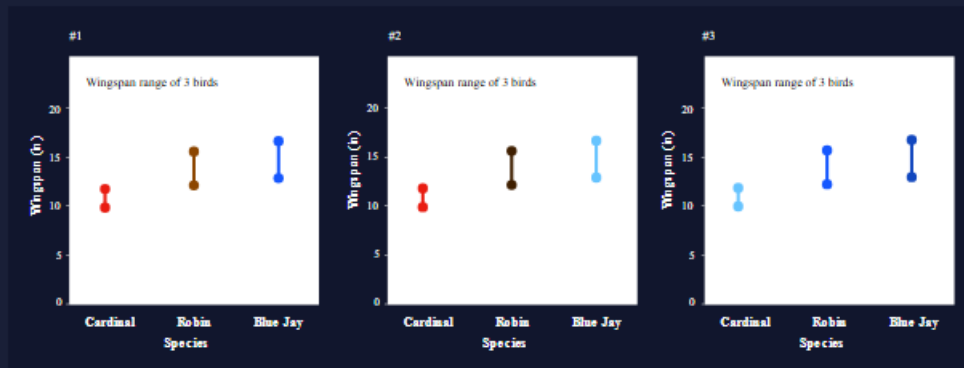 #1
Wingspan range of 3 birds
Wingspan (in)
20
15
10
5
0
Cardinal Robin Blue Jay
Species
#2
Wingspan range of 3 birds
Wingspan (in)
20
15
10
5
0
Cardinal Robin Blue Jay
Species
#3
Wingspan range of 3 birds
Wingspan (in)
20
15
10
5
0
Cardinal Robin Blue Jay
Species